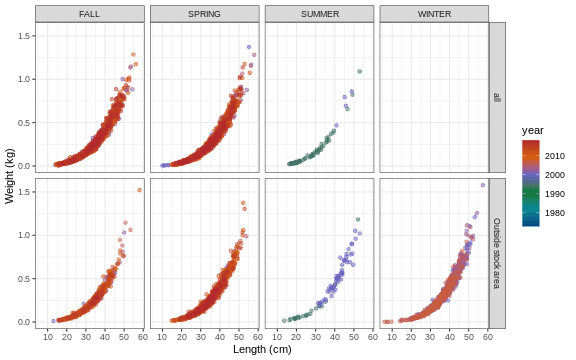 FALL SPRING SUMMER WINTER
1.5
1.0
0.5
0.0
all
1.5
1.0
0.5
0.0
Outside stock area
Weight (kg)
10 20 30 40 50 60 10 20 30 40 50 60 10 20 30 40 50 60 10 20 30 40 50 60
Length (cm)
year
2010
2000
1990
1980